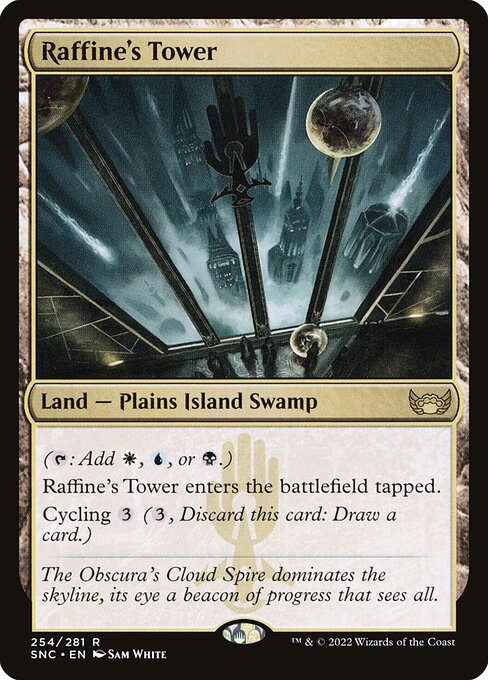 Raffine's Tower
Land — Plains Island Swamp
(T: Add W, U, or B.)
Raffine's Tower enters the battlefield tapped.
Cycling 3 (3, Discard this card: Draw a
card.)
The Obscura's Cloud Spire dominates the
skyline, its eye a beacon of progress that sees all.
254/281 R
SNC • EN Sam White
™ & © 2022 Wizards of the Coast